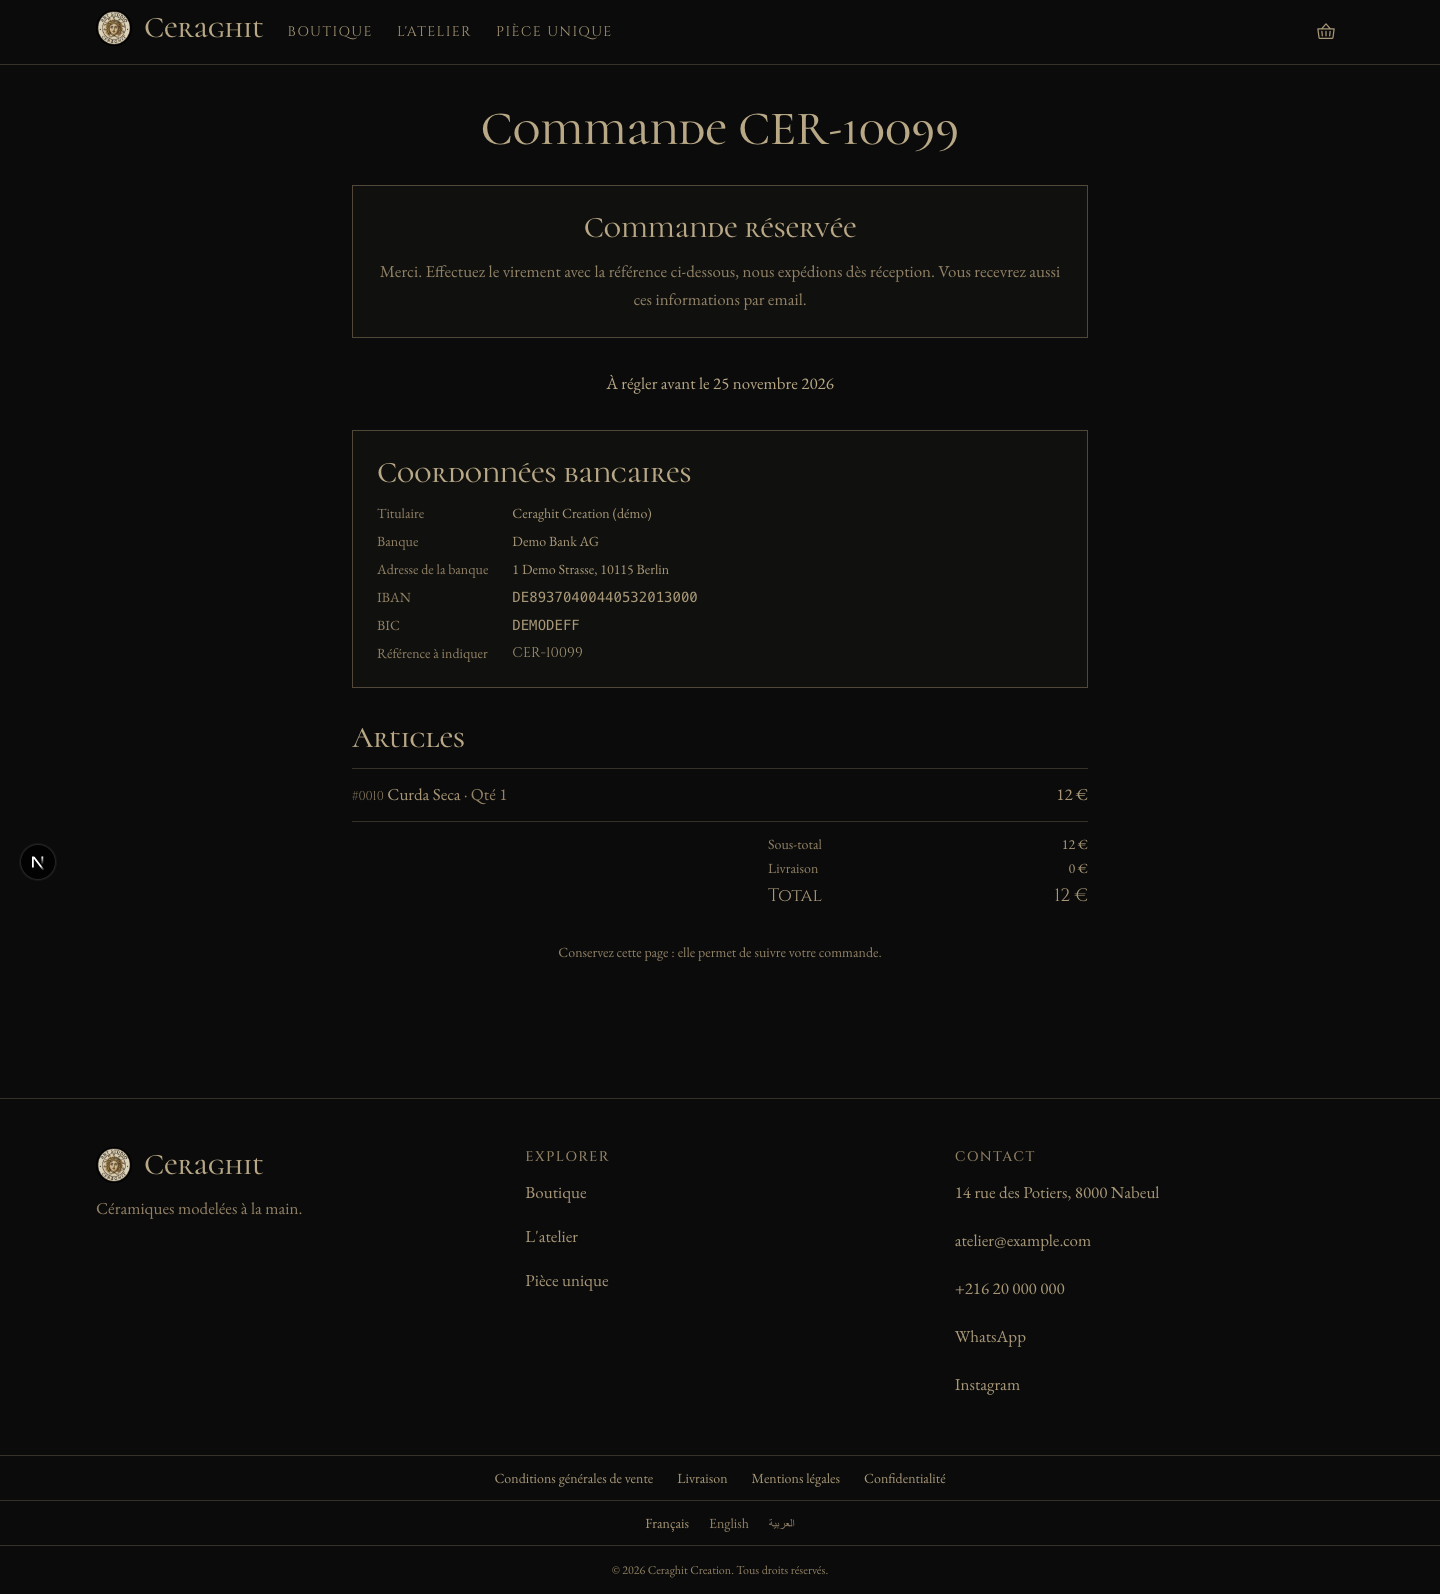 Ceraghit
BOUTIQUE
L'ATELIER
PIÈCE UNIQUE
Commande CER-10099
Commande réservée
Merci. Effectuez le virement avec la référence ci-dessous, nous expédions dès réception. Vous recevrez aussi
ces informations par email.
À régler avant le 25 novembre 2026
Coordonnées bancaires
Titulaire Ceraghit Creation (démo)
Banque Demo Bank AG
Adresse de la banque 1 Demo Strasse, 10115 Berlin
IBAN DE89370400440532013000
BIC DEMODEFF
Référence à indiquer CER-10099
Articles
#0010 Curda Seca · Qté 1 12 €
Sous-total 12 €
Livraison 0 €
Total 12 €
Conservez cette page : elle permet de suivre votre commande.
Ceraghit
Céramiques modelées à la main.
EXPLORER
Boutique
L'atelier
Pièce unique
CONTACT
14 rue des Potiers, 8000 Nabeul
atelier@example.com
+216 20 000 000
WhatsApp
Instagram
Conditions générales de vente Livraison Mentions légales Confidentialité
Français English العربية
© 2026 Ceraghit Creation. Tous droits réservés.